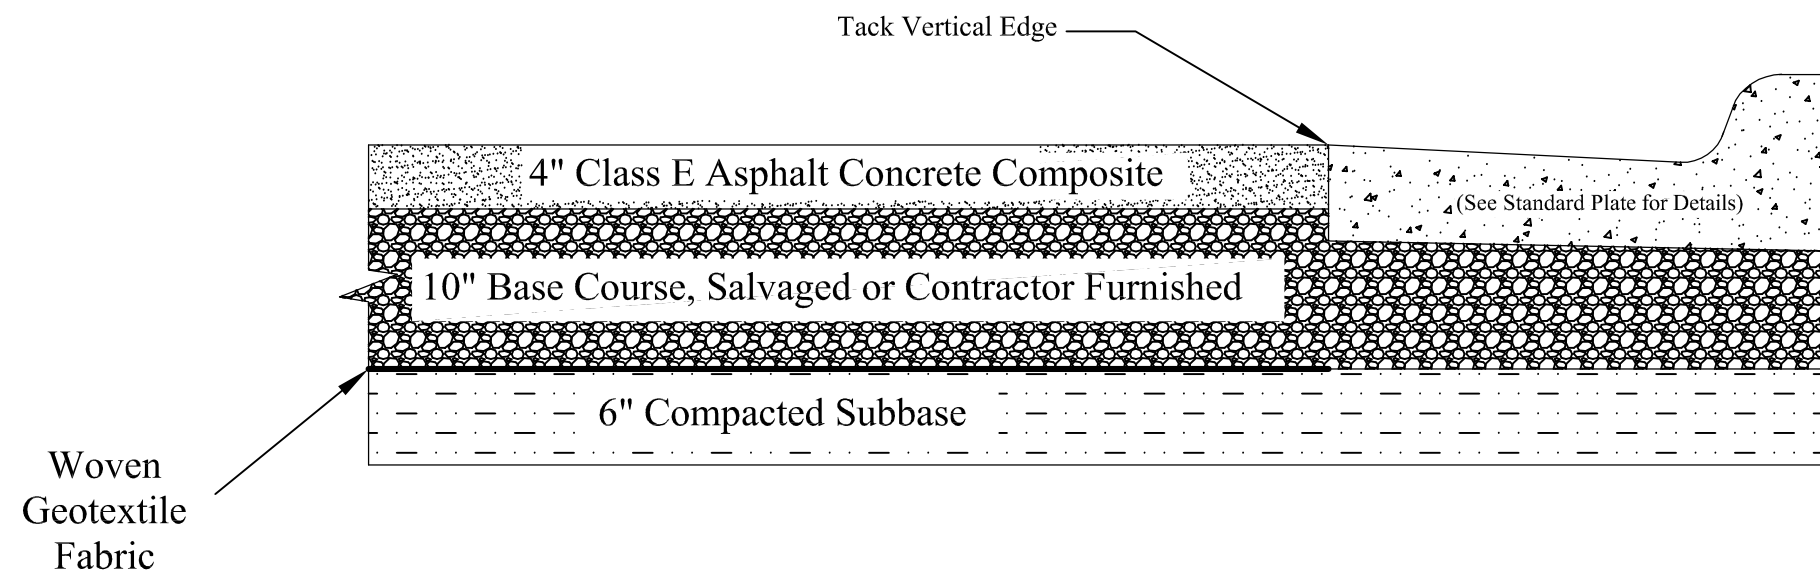 Tack Vertical Edge
4" Class E Asphalt Concrete Composite
(See Standard Plate for Details)
10" Base Course, Salvaged or Contractor Furnished
6" Compacted Subbase
Woven
Geotextile
Fabric